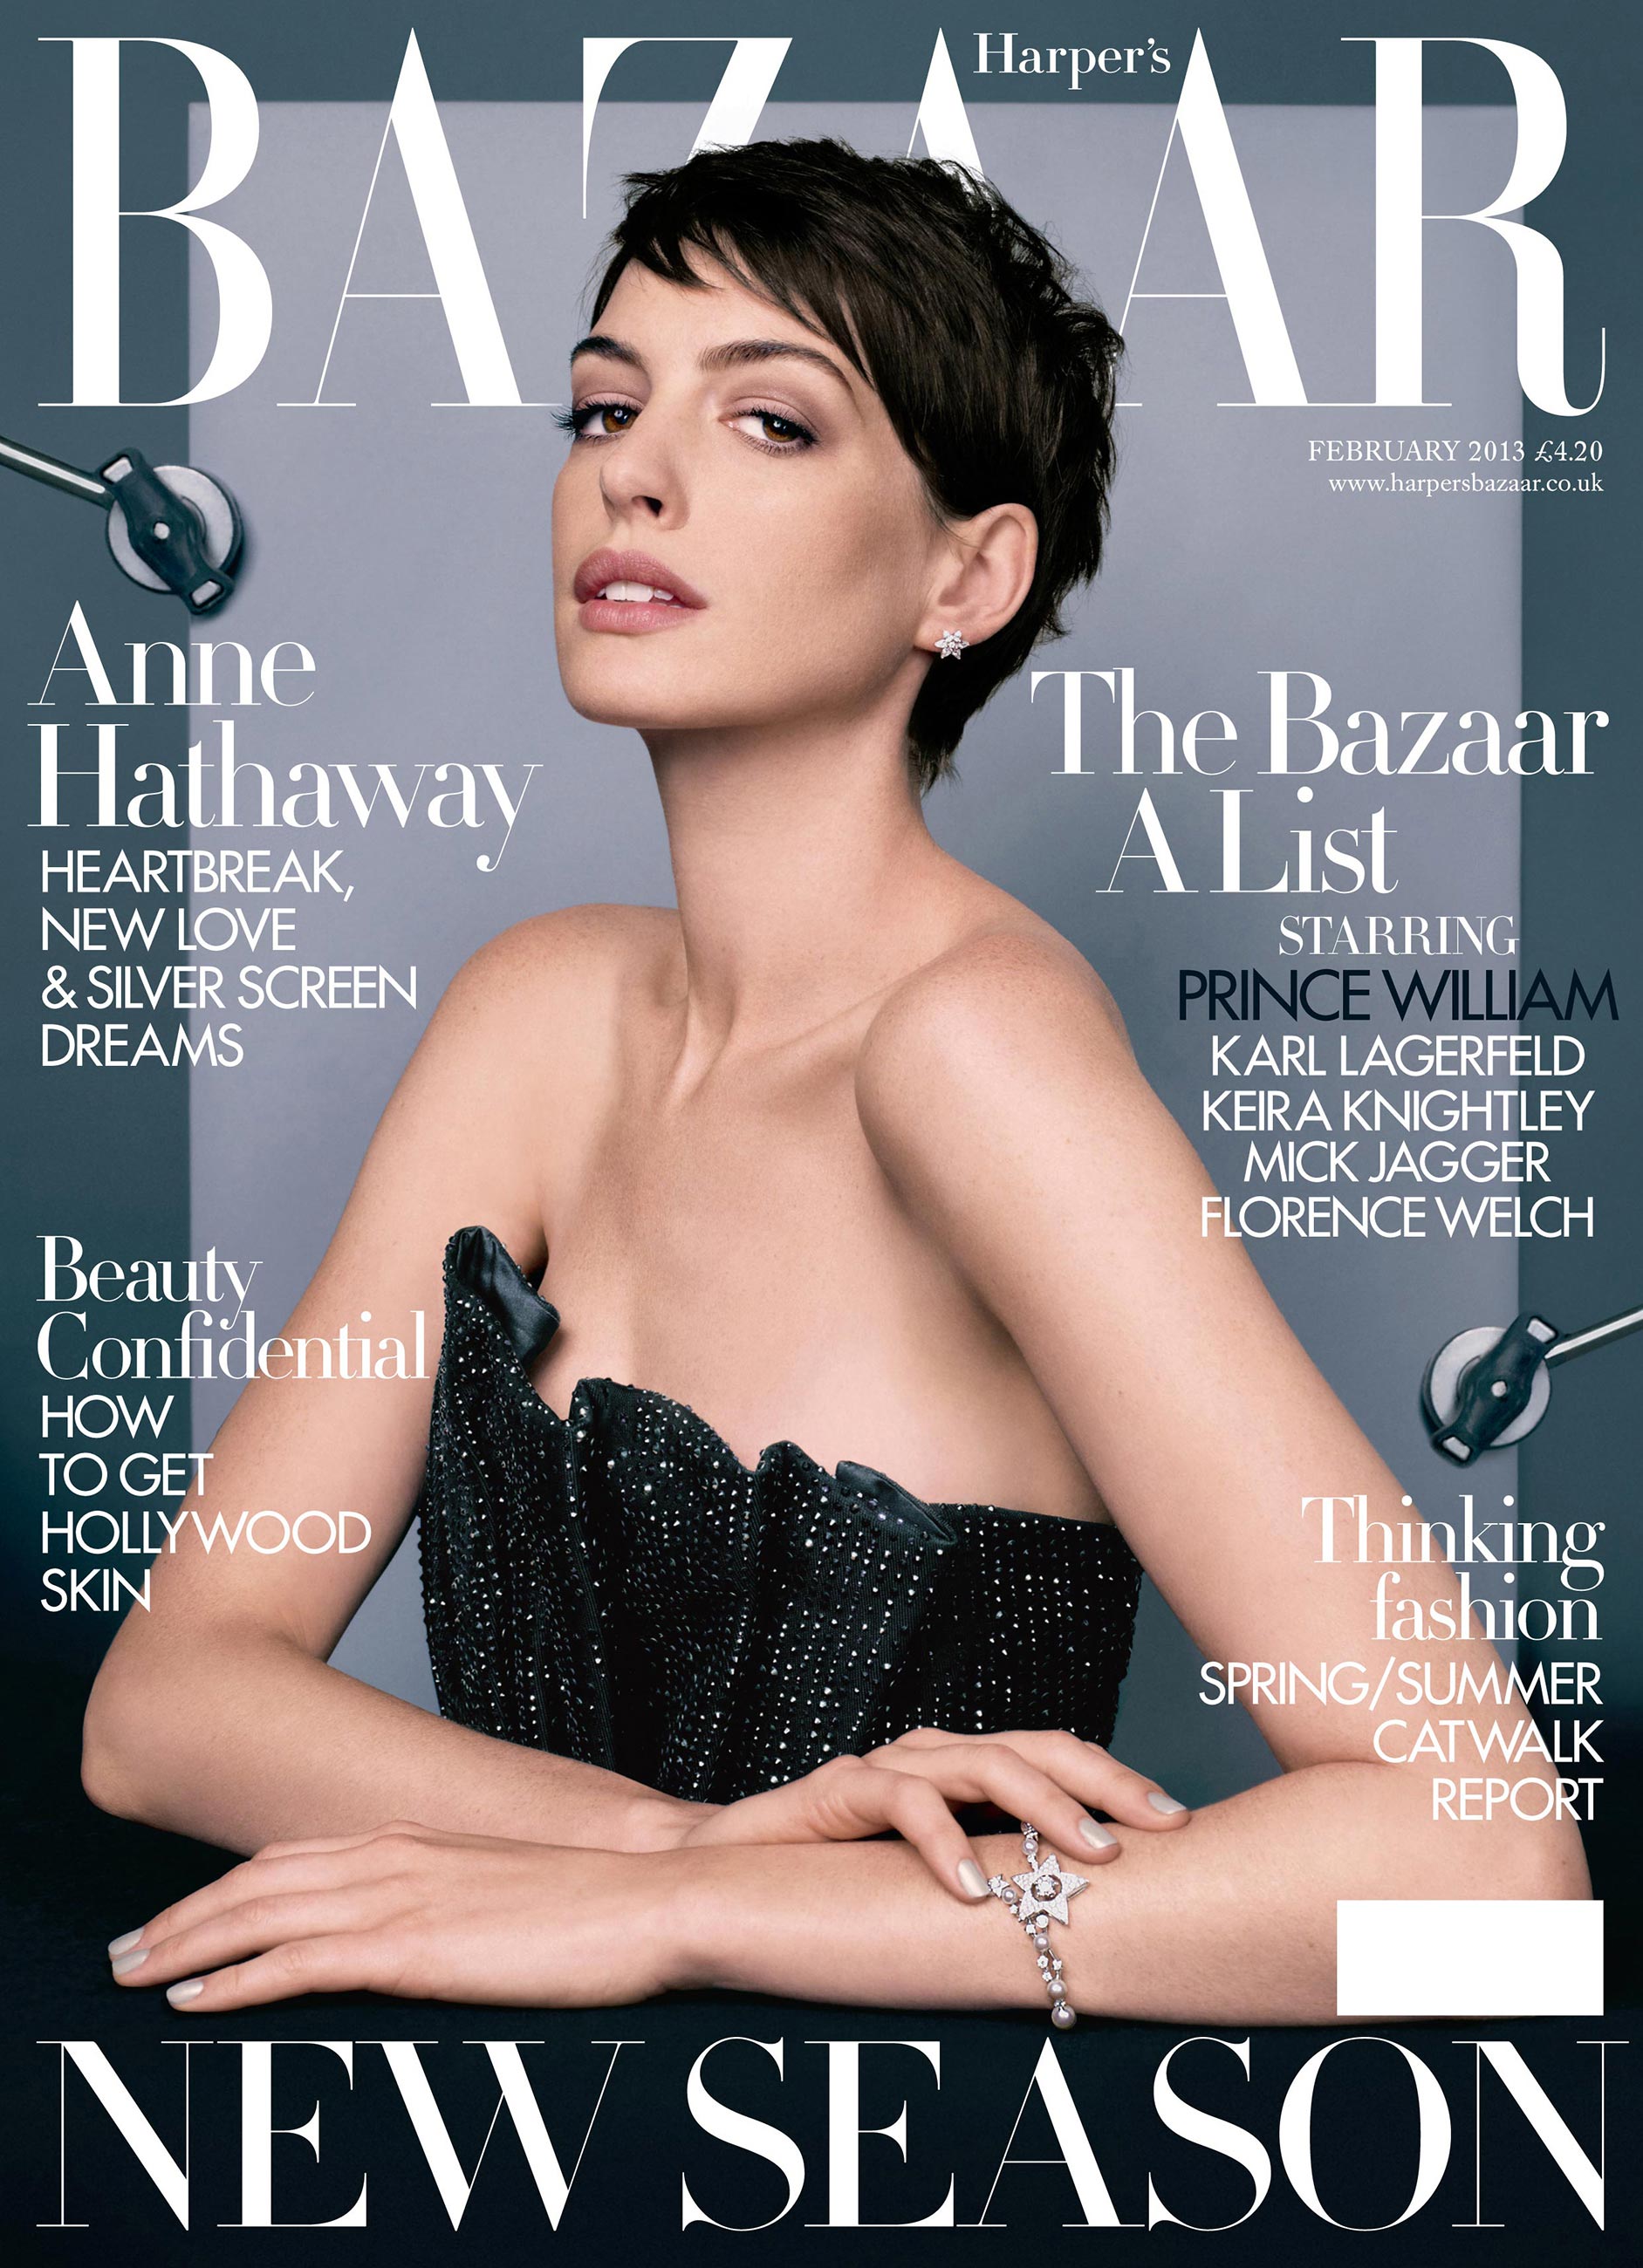 Harper's
BAZAAR
FEBRUARY 2013 £4.20
www.harpersbazaar.co.uk
Anne
Hathaway
HEARTBREAK,
NEW LOVE
& SILVER SCREEN
DREAMS
The Bazaar
A List
STARRING
PRINCE WILLIAM
KARL LAGERFELD
KEIRA KNIGHTLEY
MICK JAGGER
FLORENCE WELCH
Beauty
Confidential
HOW
TO GET
HOLLYWOOD
SKIN
Thinking
fashion
SPRING/SUMMER
CATWALK
REPORT
NEW SEASON